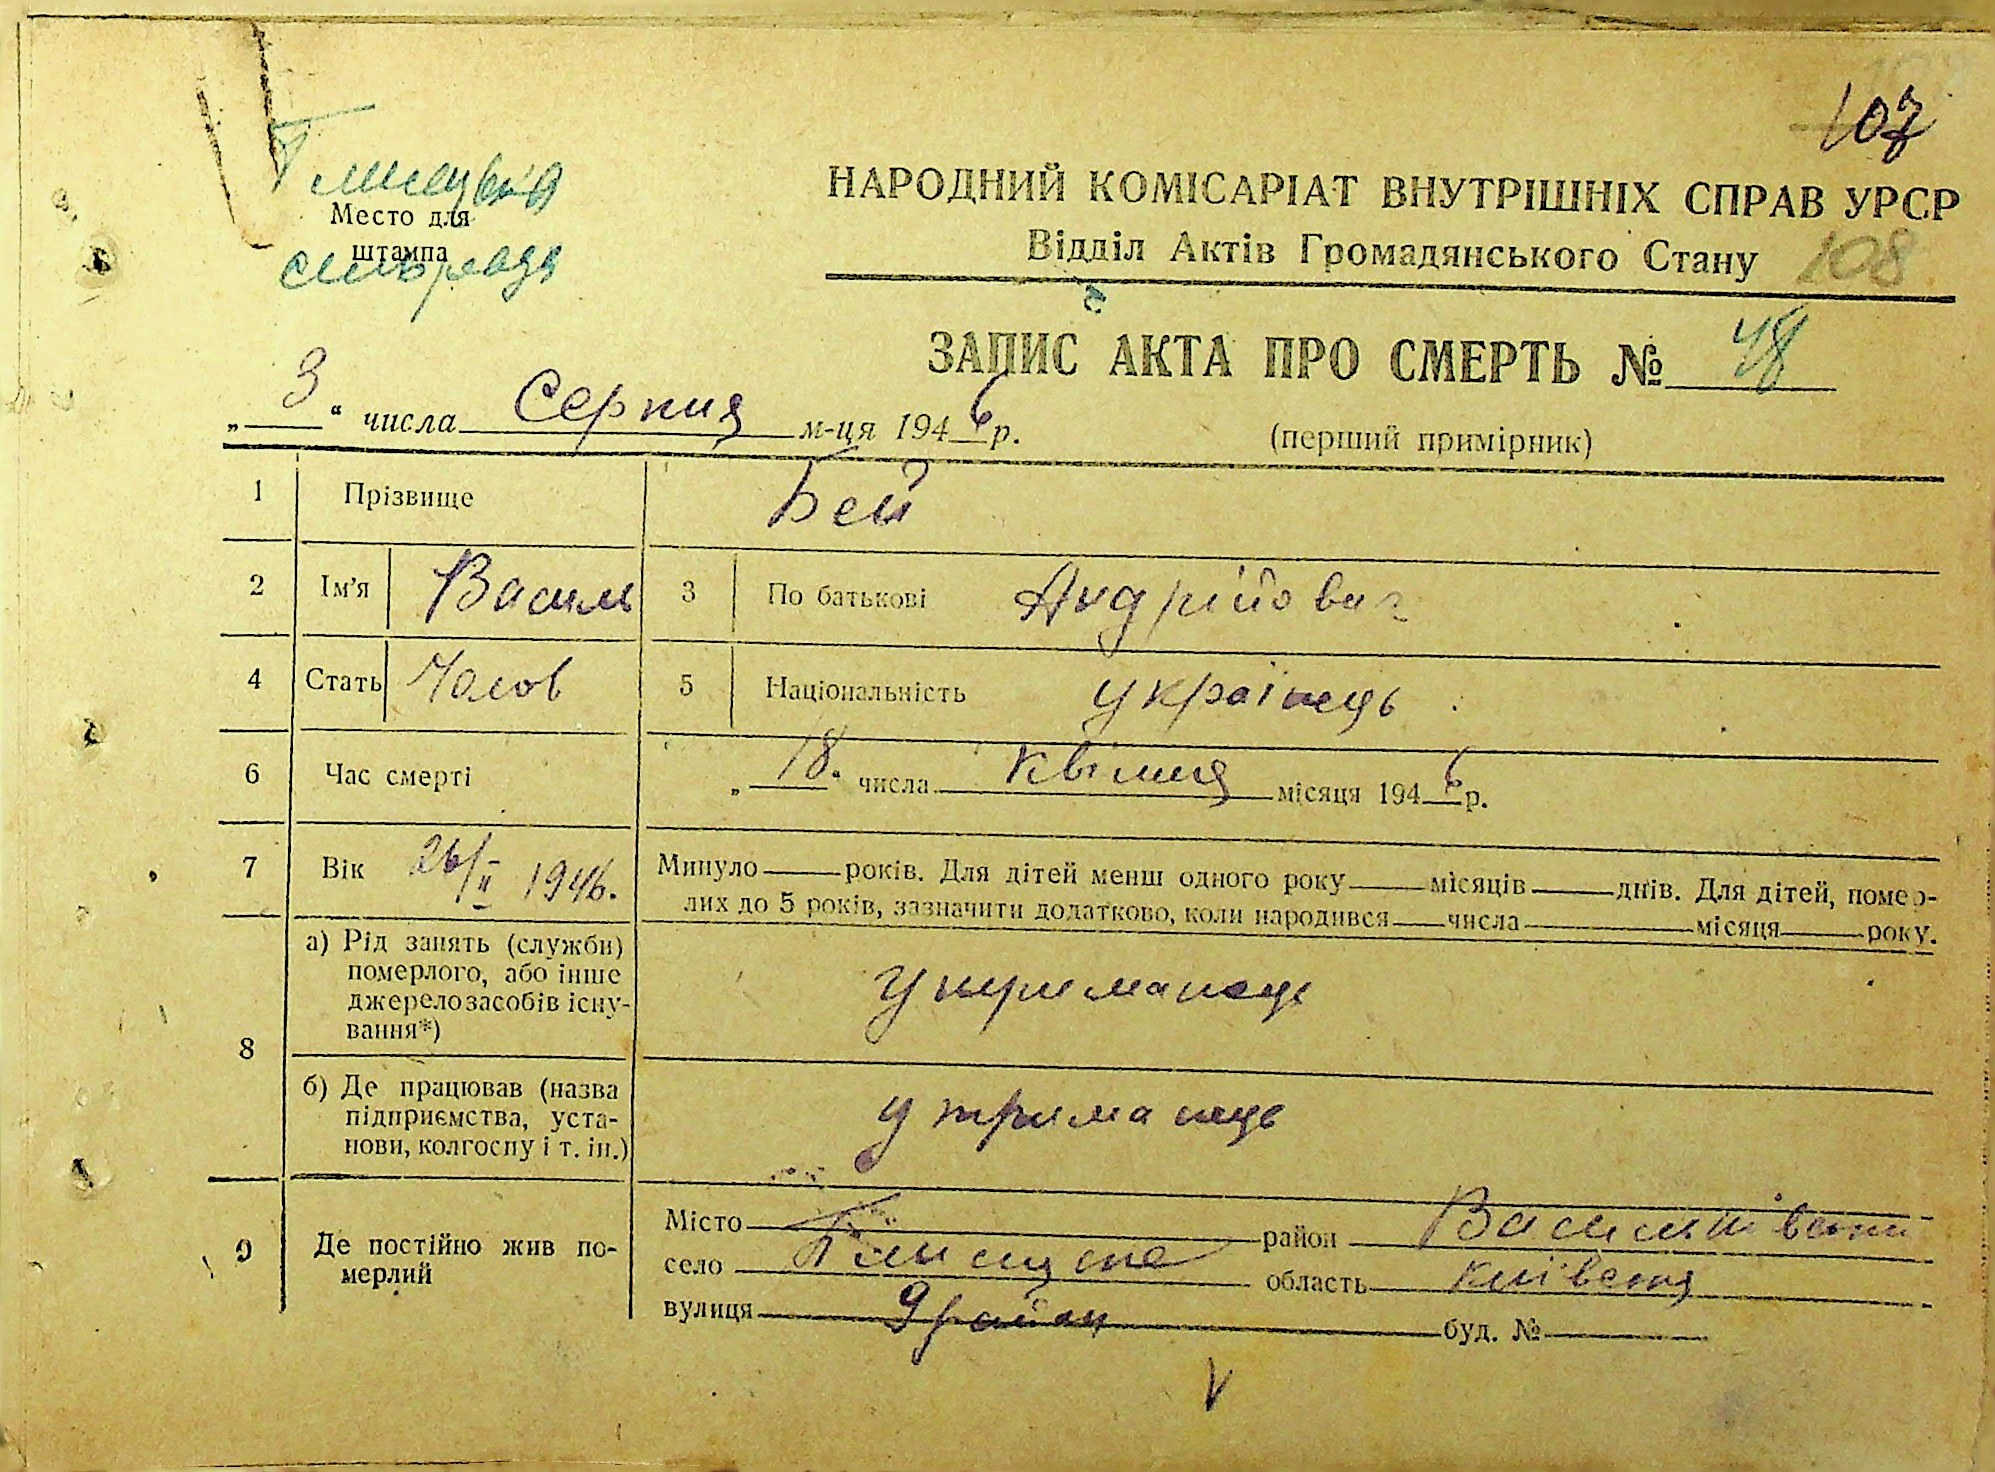 107
Место для
штампа
сільрада
НАРОДНИЙ КОМІСАРІАТ ВНУТРІШНІХ СПРАВ УРСР
Відділ Актів Громадянського Стану 108
ЗАПИС АКТА ПРО СМЕРТЬ № 48
„ 3 “ числа Серпня м-ця 1946 р.
(перший примірник)
1 Прізвище Бей
2 Ім'я Василь 3 По батькові Андрійович
4 Стать Чолов 5 Національність українець
6 Час смерті „ 18 “ числа квітня місяця 1946 р.
7 Вік 26/II 1946. Минуло років. Для дітей менш одного року місяців днів. Для дітей, помер-
лих до 5 років, зазначити додатково, коли народився числа місяця року.
8 а) Рід занять (служби)
померлого, або інше
джерело засобів існу-
вання*)
утриманець
б) Де працював (назва
підприємства, уста-
нови, колгоспу і т. ін.)
утриманець
9 Де постійно жив по-
мерлий
Місто район Васильківськи
село область Київська
вулиця буд. №